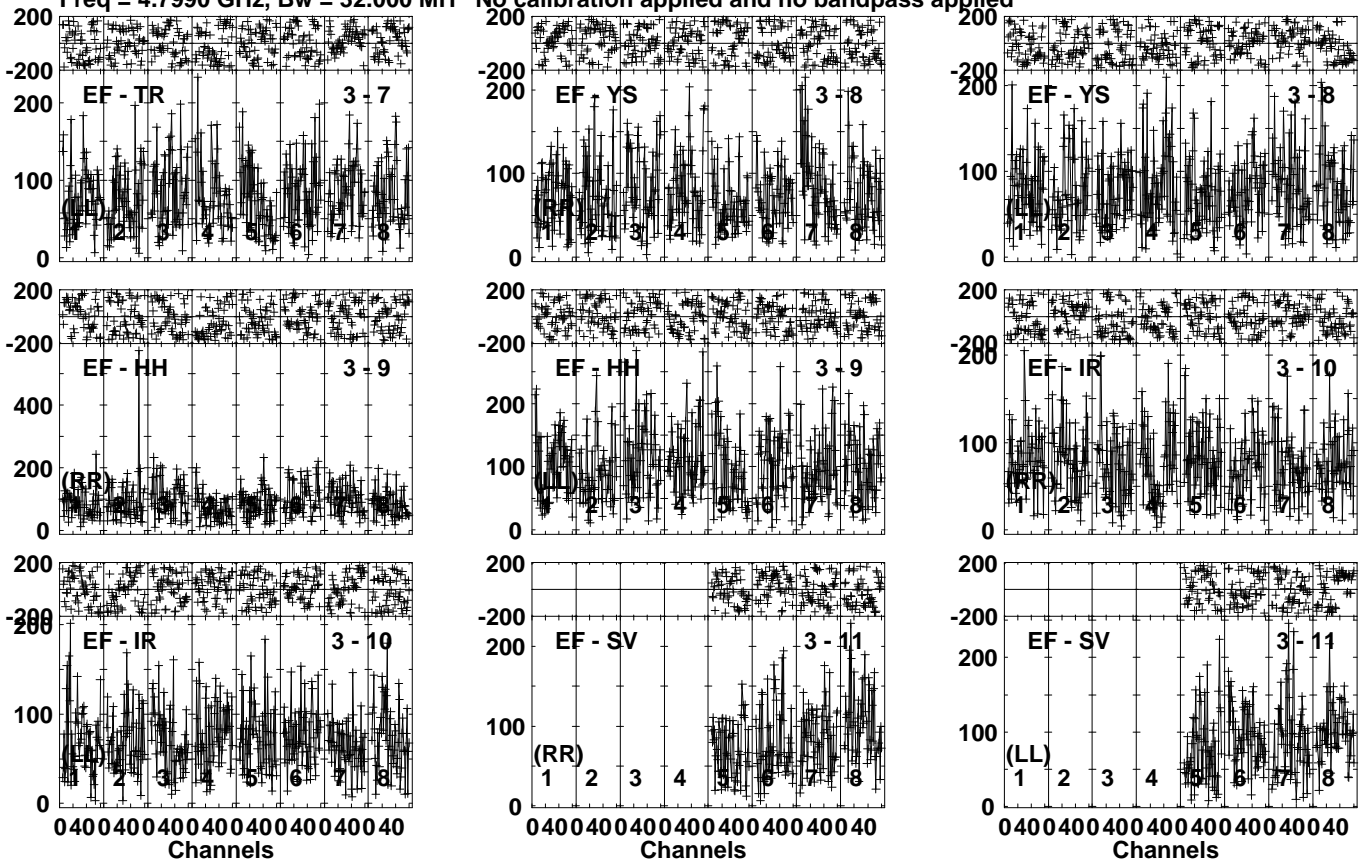 Freq = 4.7990 GHz, Bw = 32.000 MH No calibration applied and no bandpass applied
200 200 200
-200 -200 -200
EF - TR 3 - 7 EF - YS 3 - 8 EF - YS 3 - 8
200 200 200
100 100 100
(LL) (RR) (LL)
1 2 3 4 5 6 7 8 1 2 3 4 5 6 7 8 1 2 3 4 5 6 7 8
0 0 0
200 200 200
-200 -200 -200
EF - HH 3 - 9 EF - HH 3 - 9 EF - IR 3 - 10
400 200 200
200 100 100
(RR) (LL) (RR)
1 2 3 4 5 6 7 8 1 2 3 4 5 6 7 8 1 2 3 4 5 6 7 8
0 0 0
200 200 200
-200 -200 -200
EF - IR 3 - 10 EF - SV 3 - 11 EF - SV 3 - 11
200 200 200
100 100 100
(LL) (RR) (LL)
1 2 3 4 5 6 7 8 1 2 3 4 5 6 7 8 1 2 3 4 5 6 7 8
0 0 0
0 40 0 40 0 40 0 40 0 40 0 40 0 40 0 40 0 40 0 40 0 40 0 40 0 40 0 40 0 40 0 40 0 40 0 40 0 40 0 40 0 40 0 40 0 40 0 40
Channels Channels Channels